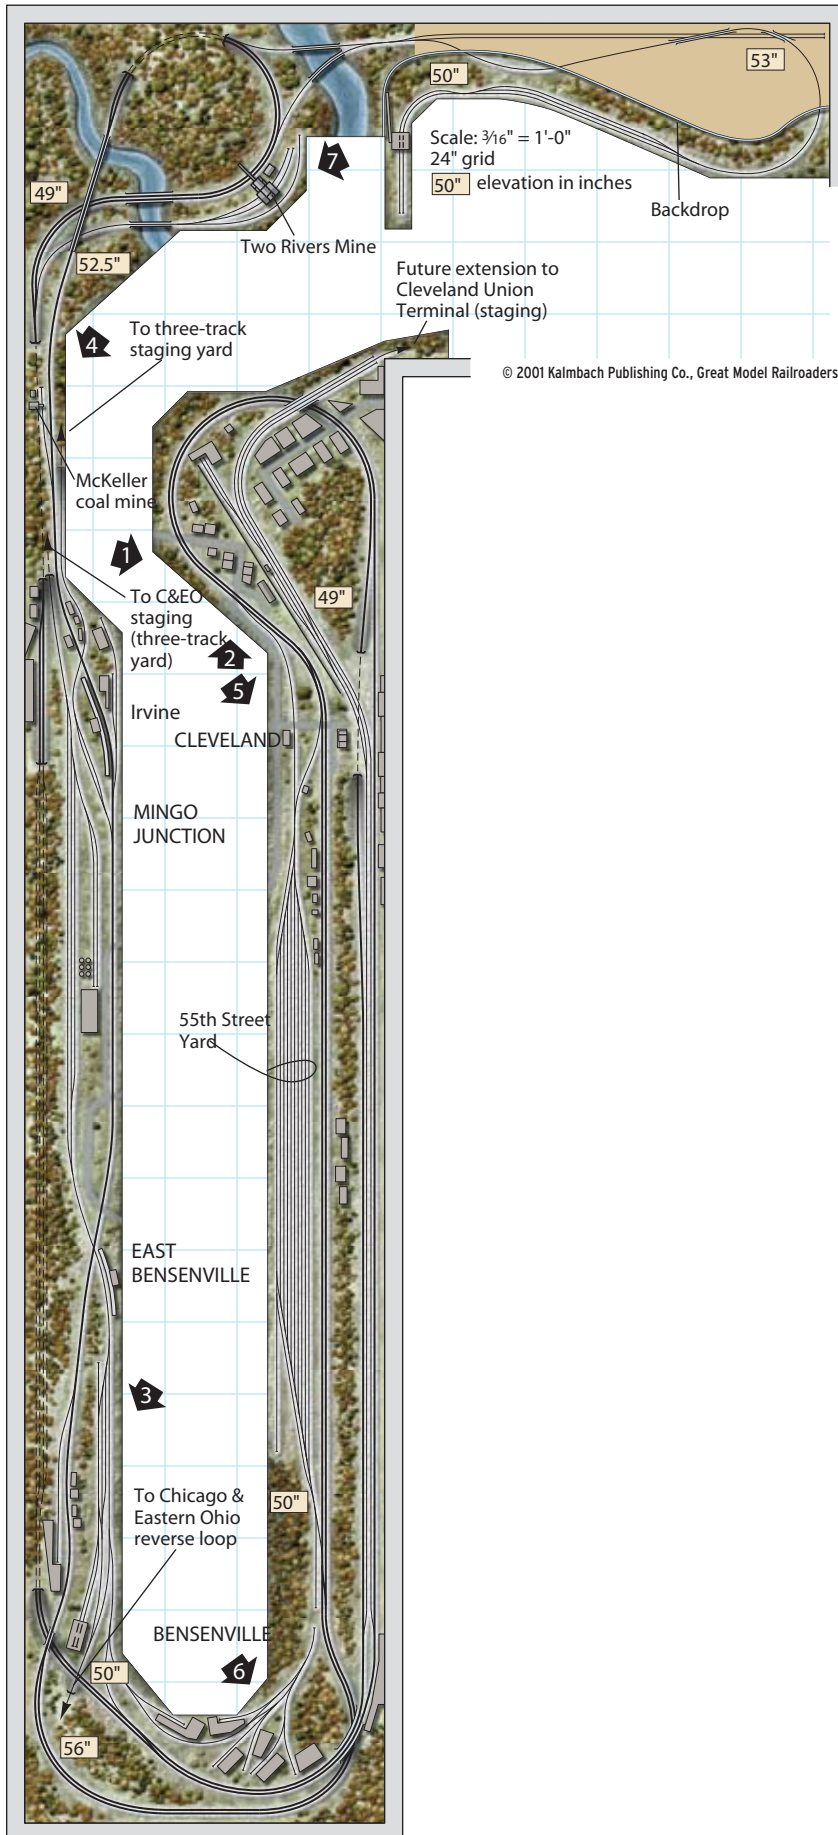 50"
53"
Scale: 3/16" = 1'-0"
24" grid
50" elevation in inches
Backdrop
7
49"
Two Rivers Mine
52.5"
Future extension to
Cleveland Union
Terminal (staging)
4
To three-track
staging yard
© 2001 Kalmbach Publishing Co., Great Model Railroaders
McKeller
coal mine
1
To C&EO
staging
(three-track
yard)
49"
2
5
Irvine
CLEVELAND
MINGO
JUNCTION
55th Street
Yard
EAST
BENSENVILLE
3
To Chicago &
Eastern Ohio
reverse loop
50"
BENSENVILLE
6
50"
56"